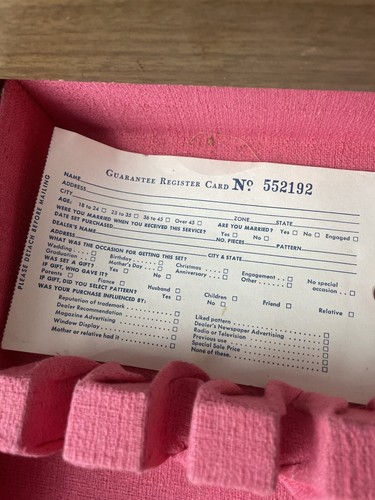 PLEASE DETACH BEFORE MAILING
GUARANTEE REGISTER CARD No 552192
NAME
ADDRESS
CITY ZONE STATE
AGE: 18 to 24 25 to 35 36 to 45 Over 45 ARE YOU MARRIED? Yes No Engaged
WERE YOU MARRIED WHEN YOU RECEIVED THIS SERVICE? Yes No
DATE SET PURCHASED NO. PIECES PATTERN
DEALER'S NAME
ADDRESS CITY & STATE
WHAT WAS THE OCCASION FOR GETTING THIS SET?
Wedding Birthday Christmas Engagement No special
Graduation Mother's Day Anniversary Other occasion
WAS SET A GIFT? Yes No
IF GIFT, WHO GAVE IT?
Parents Fiance Husband Children Friend Relative
IF GIFT, DID YOU SELECT PATTERN? Yes No
WAS YOUR PURCHASE INFLUENCED BY:
Reputation of trademark Liked pattern
Dealer Recommendation Dealer's Newspaper Advertising
Magazine Advertising Radio or Television
Window Display Previous use
Mother or relative had it Special Sale Price
None of these